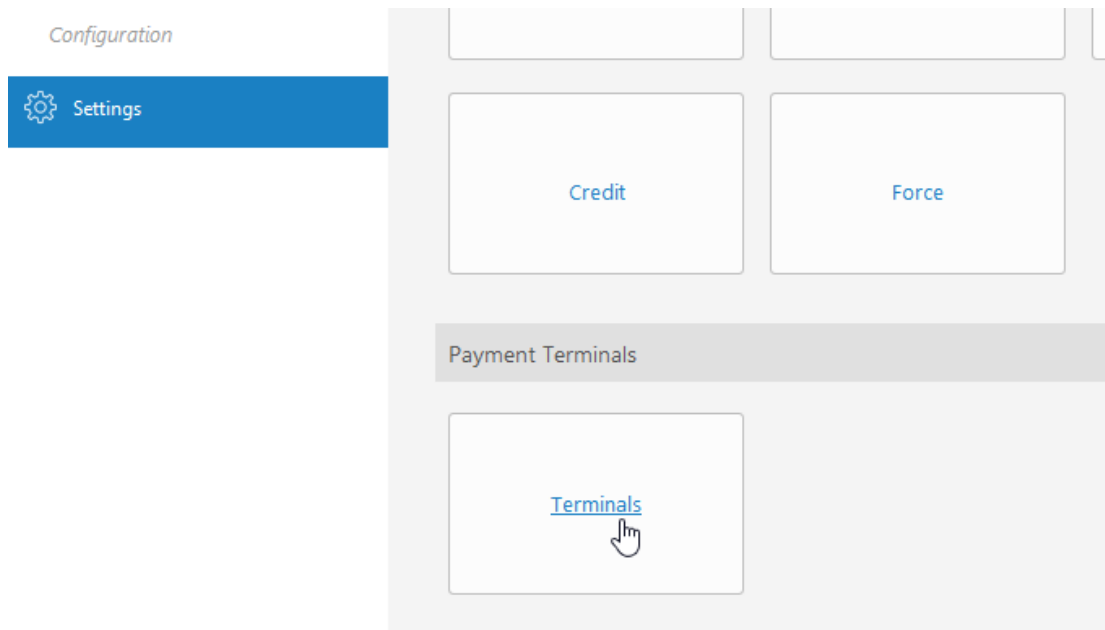 Configuration
Settings
Credit
Force
Payment Terminals
Terminals